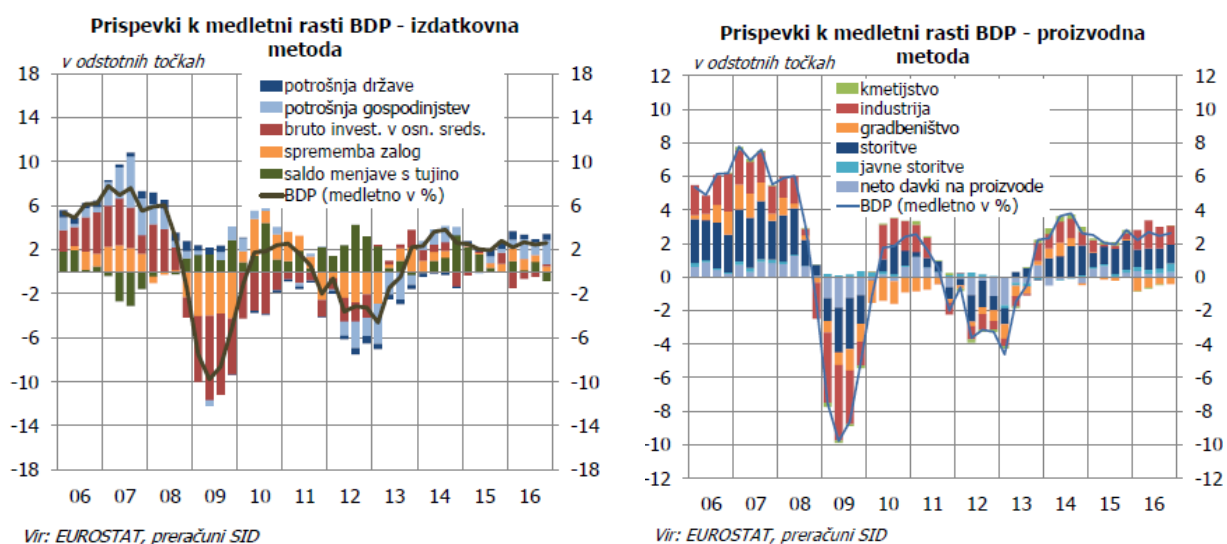 Prispevki k medletni rasti BDP - izdatkovna
metoda
v odstotnih točkah
18
14
10
6
2
-2
-6
-10
-14
-18
18
14
10
6
2
-2
-6
-10
-14
-18
potrošnja države
potrošnja gospodinjstev
bruto invest. v osn. sreds.
sprememba zalog
saldo menjave s tujino
BDP (medletno v %)
06 07 08 09 10 11 12 13 14 15 16
Vir: EUROSTAT, preračuni SID
Prispevki k medletni rasti BDP - proizvodna
metoda
v odstotnih točkah
12
10
8
6
4
2
0
-2
-4
-6
-8
-10
-12
12
10
8
6
4
2
0
-2
-4
-6
-8
-10
-12
kmetijstvo
industrija
gradbeništvo
storitve
javne storitve
neto davki na proizvode
BDP (medletno v %)
06 07 08 09 10 11 12 13 14 15 16
Vir: EUROSTAT, preračuni SID